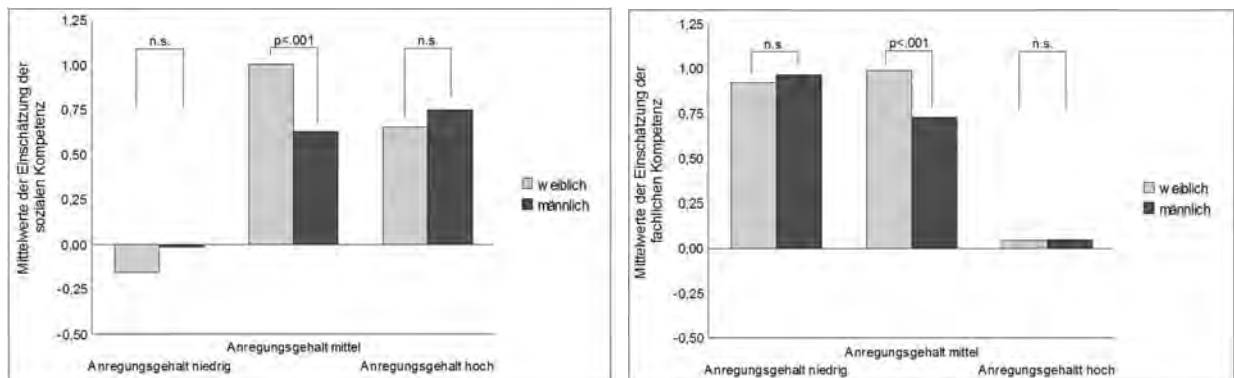 Mittelwerte der Einschätzung der
sozialen Kompetenz
1,25
1,00
0,75
0,50
0,25
0,00
-0,25
-0,50
n.s.
p<.001
n.s.
weiblich
männlich
Anregungsgehalt mittel
Anregungsgehalt niedrig
Anregungsgehalt hoch
Mittelwerte der Einschätzung der
fachlichen Kompetenz
1,25
1,00
0,75
0,50
0,25
0,00
-0,25
-0,50
n.s.
p<.001
n.s.
weiblich
männlich
Anregungsgehalt mittel
Anregungsgehalt niedrig
Anregungsgehalt hoch